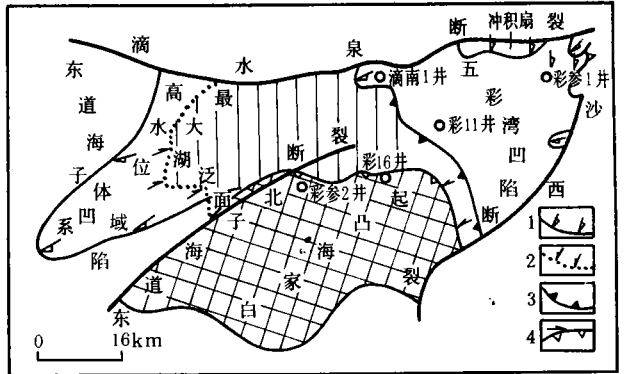 滴水泉断裂
冲积扇
东道海子凹陷
高水位体系域
最大湖泛面
滴南1井
五彩湾凹陷
彩参1井
彩11井
沙西断裂
彩16井
彩参2井
东道海子北断裂
白家海凸起
0 16km
1
2
3
4